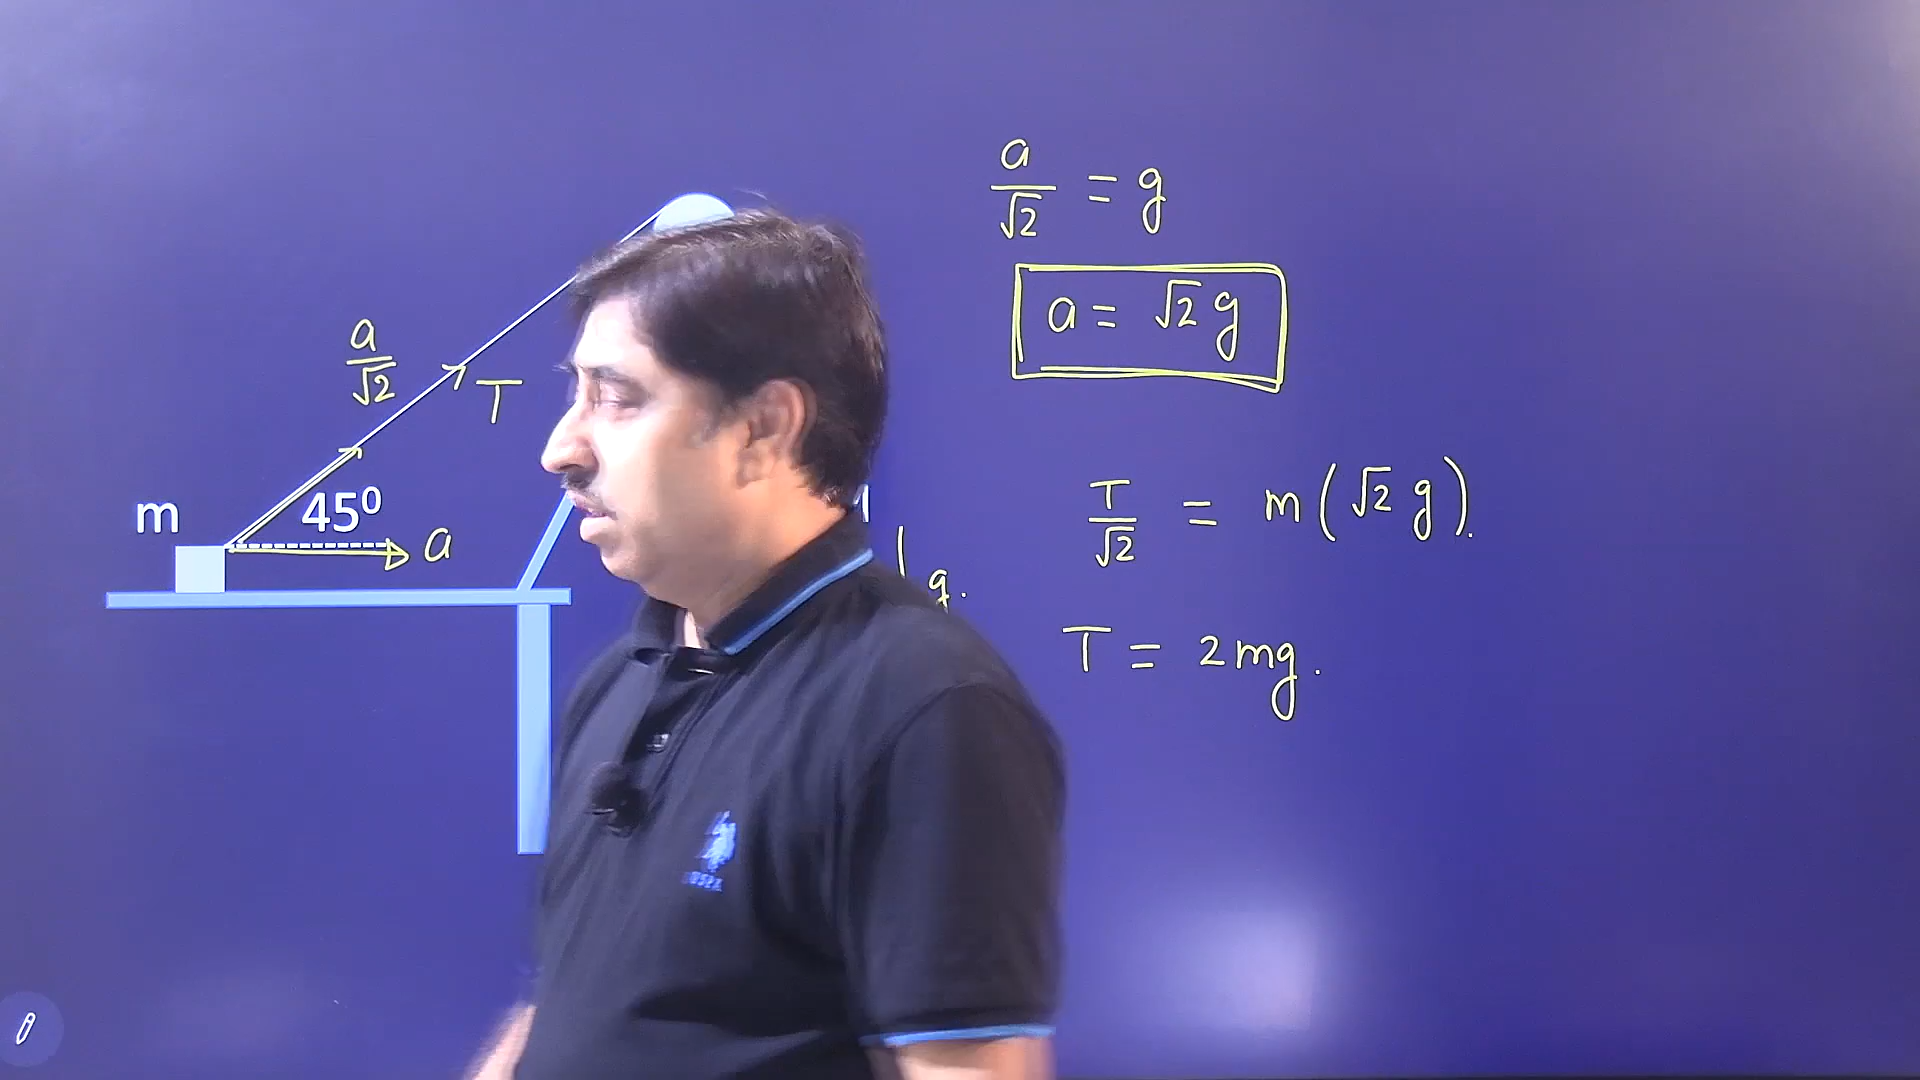 a/√2 = g
a = √2 g
a/√2
T
45⁰
m
a
T/√2 = m(√2 g).
g.
T = 2mg.